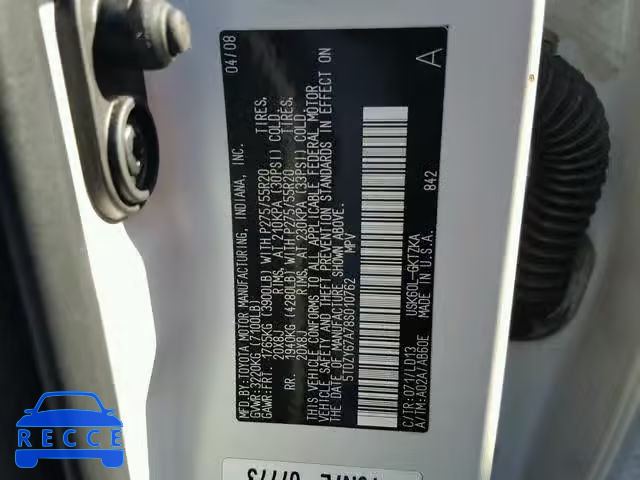 MFD.BY:TOYOTA MOTOR MANUFACTURING, INDIANA, INC. 04/08
GVWR:3220KG(7100LB)
GAWR:FRT. 1765KG (3900LB) WITH P275/55R20 TIRES,
20X8J RIMS, AT 210KPA (30PSI) COLD.
RR. 1940KG (4280LB) WITH P275/55R20 TIRES,
20X8J RIMS, AT 230KPA (33PSI) COLD.
THIS VEHICLE CONFORMS TO ALL APPLICABLE FEDERAL MOTOR
VEHICLE SAFETY AND THEFT PREVENTION STANDARDS IN EFFECT ON
THE DATE OF MANUFACTURE SHOWN ABOVE.
5TDZY67A78S010762 MPV
A
842
C/TR:071/LD13 USK60L-GKTZKA
A/TM:A02A/AB60E MADE IN U.S.A.
07773
RECCE